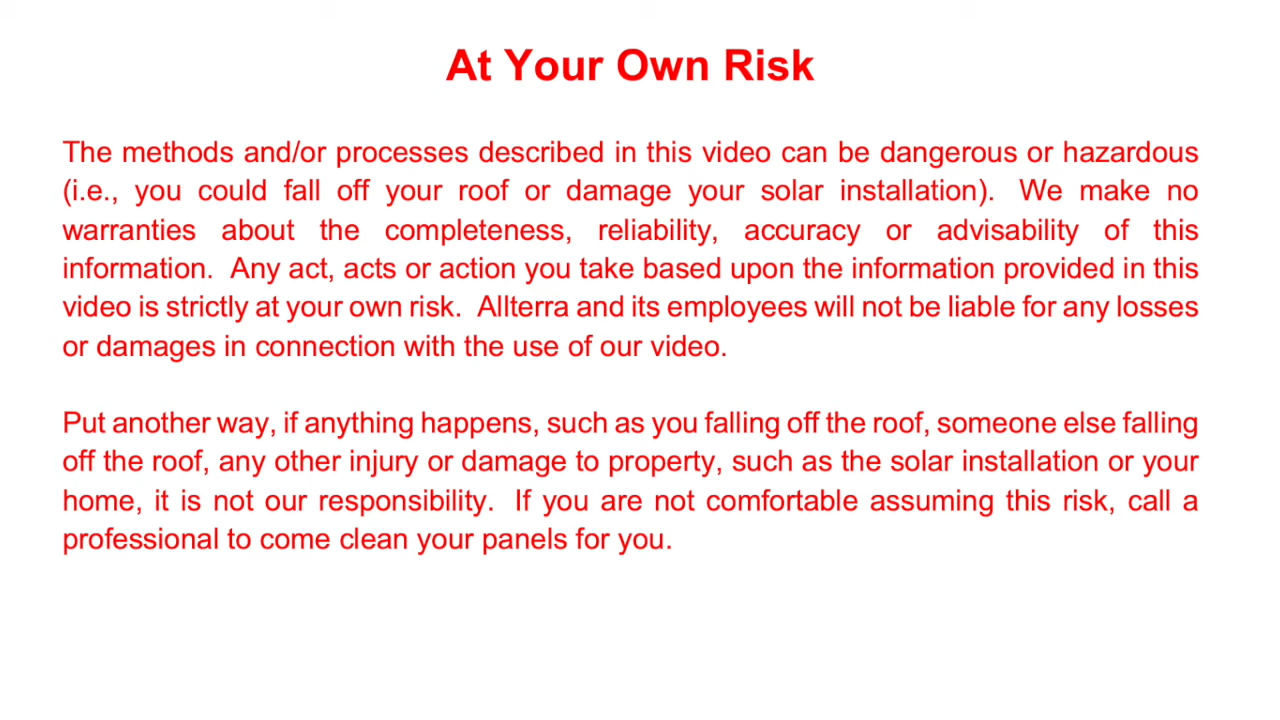 At Your Own Risk
The methods and/or processes described in this video can be dangerous or hazardous
(i.e., you could fall off your roof or damage your solar installation). We make no
warranties about the completeness, reliability, accuracy or advisability of this
information. Any act, acts or action you take based upon the information provided in this
video is strictly at your own risk. Allterra and its employees will not be liable for any losses
or damages in connection with the use of our video.
Put another way, if anything happens, such as you falling off the roof, someone else falling
off the roof, any other injury or damage to property, such as the solar installation or your
home, it is not our responsibility. If you are not comfortable assuming this risk, call a
professional to come clean your panels for you.